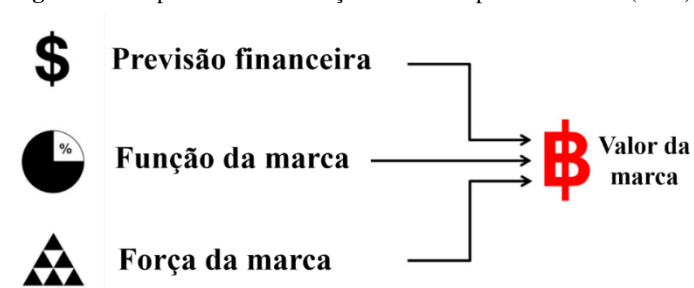 $ Previsão financeira
% Função da marca
Força da marca
฿ Valor da
marca